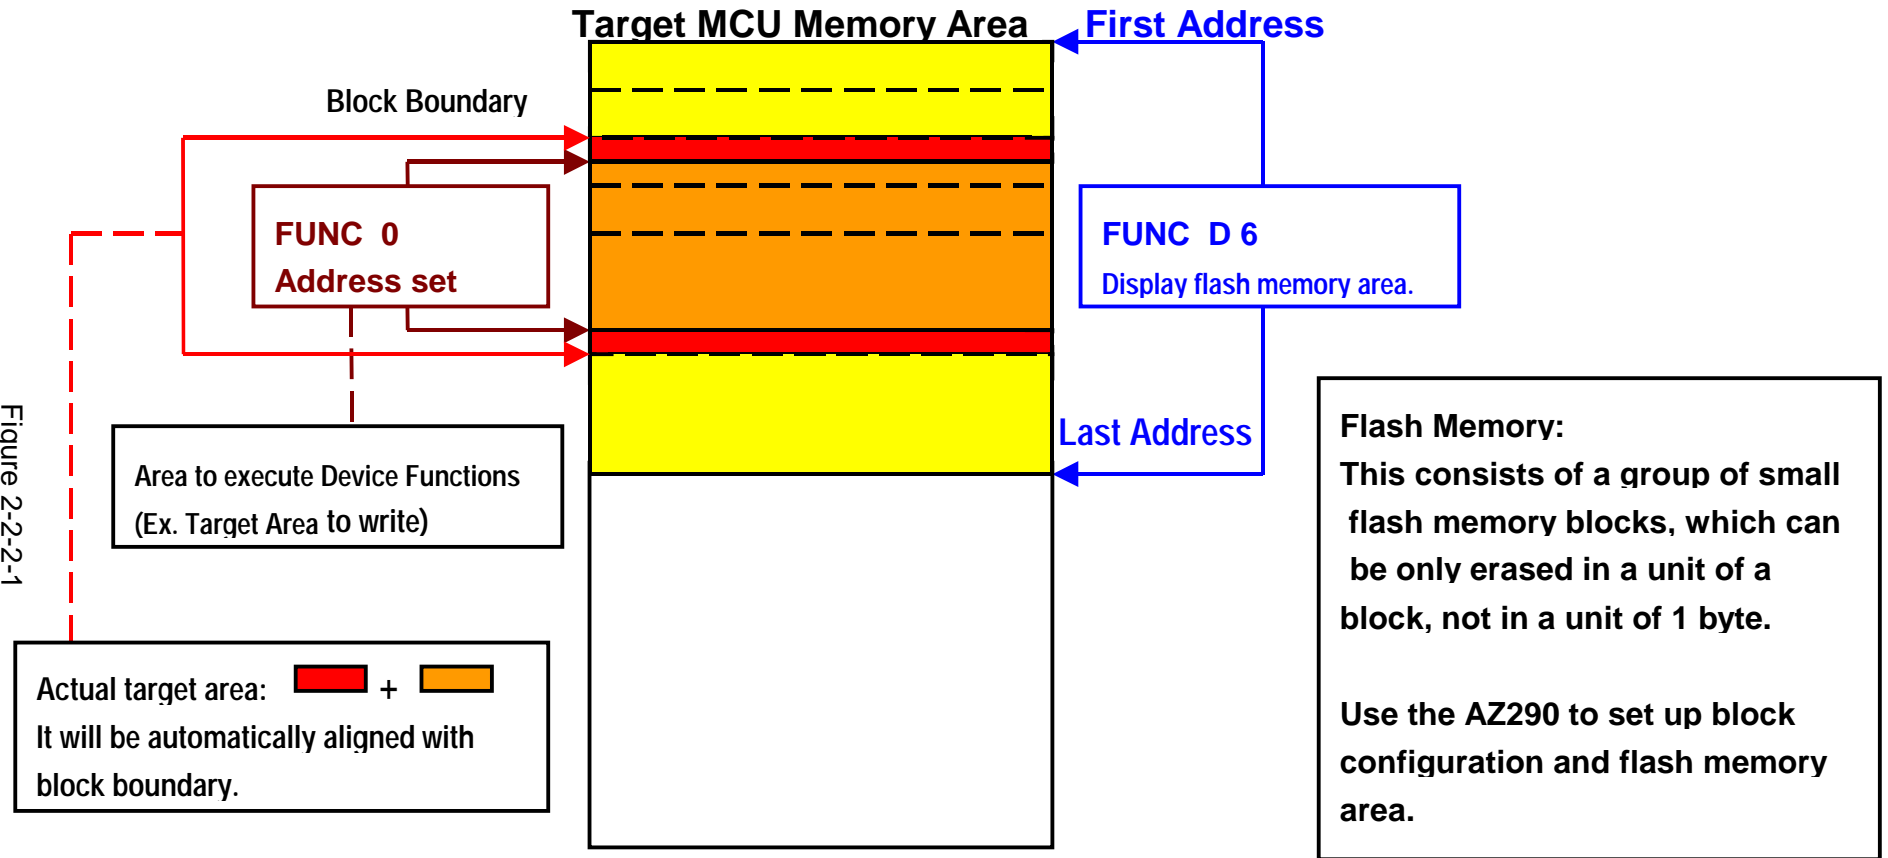 Target MCU Memory Area
First Address
Block Boundary
FUNC 0
Address set
FUNC D 6
Display flash memory area.
Last Address
Area to execute Device Functions
(Ex. Target Area to write)
Figure 2-2-2-1
Actual target area: +
It will be automatically aligned with
block boundary.
Flash Memory:
This consists of a group of small
flash memory blocks, which can
be only erased in a unit of a
block, not in a unit of 1 byte.
Use the AZ290 to set up block
configuration and flash memory
area.